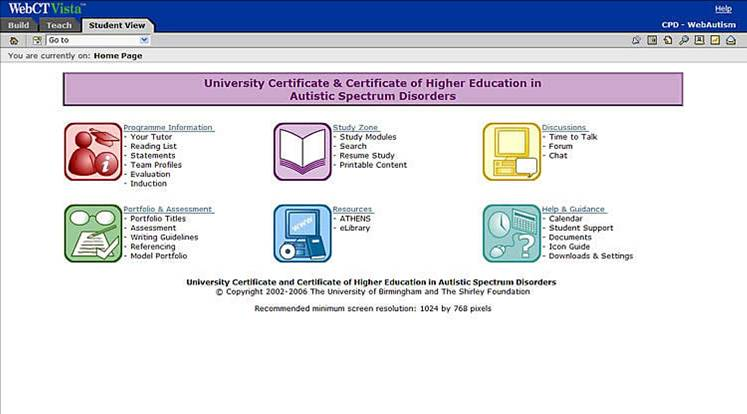 WebCTVista™
Help
Build Teach Student View
CPD - WebAutism
Go to
You are currently on: Home Page
University Certificate & Certificate of Higher Education in
Autistic Spectrum Disorders
Programme Information
- Your Tutor
- Reading List
- Statements
- Team Profiles
- Evaluation
- Induction
Study Zone
- Study Modules
- Search
- Resume Study
- Printable Content
Discussions
- Time to Talk
- Forum
- Chat
Portfolio & Assessment
- Portfolio Titles
- Assessment
- Writing Guidelines
- Referencing
- Model Portfolio
www
Resources
- ATHENS
- eLibrary
Help & Guidance
- Calendar
- Student Support
- Documents
- Icon Guide
- Downloads & Settings
University Certificate and Certificate of Higher Education in Autistic Spectrum Disorders
© Copyright 2002-2006 The University of Birmingham and The Shirley Foundation
Recommended minimum screen resolution: 1024 by 768 pixels